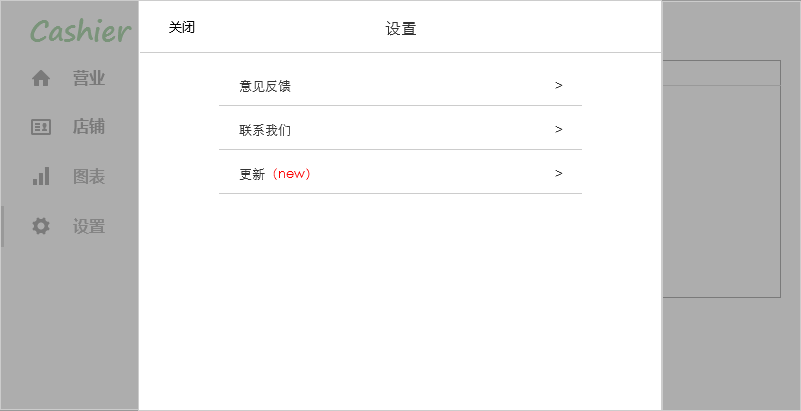 Cashier
营业
店铺
图表
设置
关闭 设置
意见反馈 >
联系我们 >
更新（new） >